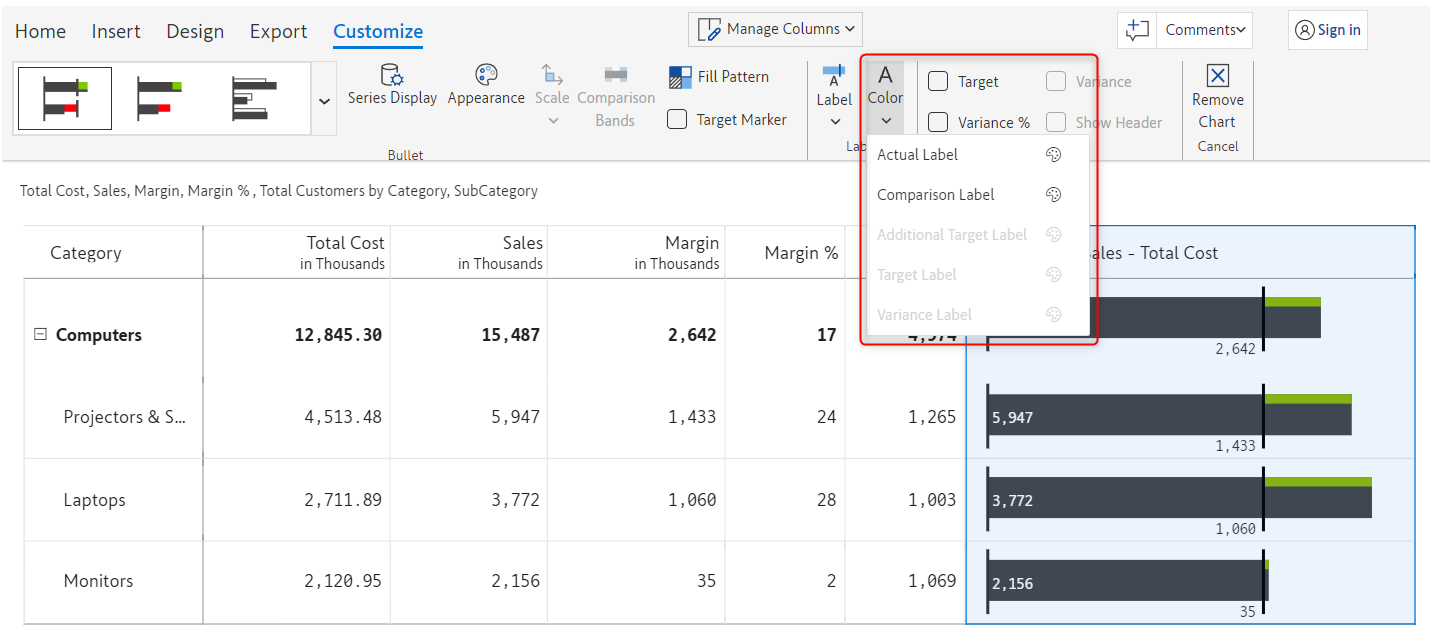 Home Insert Design Export Customize Manage Columns Comments Sign in
Series Display Appearance Scale Comparison Bands Fill Pattern Target Marker Label Color Target Variance Variance % Show Header Remove Chart
Bullet Cancel
Actual Label
Comparison Label
Additional Target Label
Target Label
Variance Label
Total Cost, Sales, Margin, Margin % , Total Customers by Category, SubCategory
Category Total Cost in Thousands Sales in Thousands Margin in Thousands Margin % - Total Cost
Computers 12,845.30 15,487 2,642 17
2,642
Projectors & S... 4,513.48 5,947 1,433 24 1,265 5,947
1,433
Laptops 2,711.89 3,772 1,060 28 1,003 3,772
1,060
Monitors 2,120.95 2,156 35 2 1,069 2,156
35